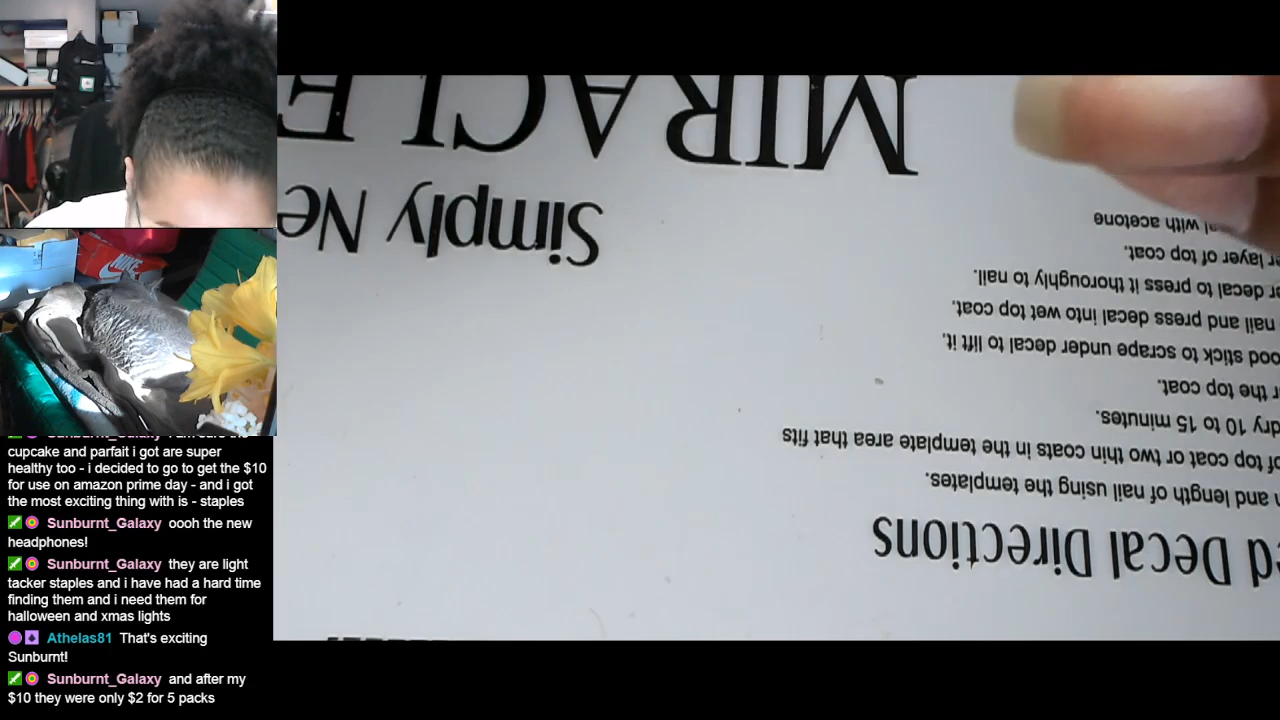 MIRACLE
Simply Ne
with acetone
layer of top coat.
decal to press it thoroughly to nail.
nail and press decal into wet top coat.
stick to scrape under decal to lift it.
the top coat.
dry 10 to 15 minutes.
of top coat or two thin coats in the template area that fits
and length of nail using the templates.
Decal Directions
NIKE
cupcake and parfait i got are super
healthy too - i decided to go to get the $10
for use on amazon prime day - and i got
the most exciting thing with is - staples
Sunburnt_Galaxy oooh the new
headphones!
Sunburnt_Galaxy they are light
tacker staples and i have had a hard time
finding them and i need them for
halloween and xmas lights
Athelas81 That's exciting
Sunburnt!
Sunburnt_Galaxy and after my
$10 they were only $2 for 5 packs